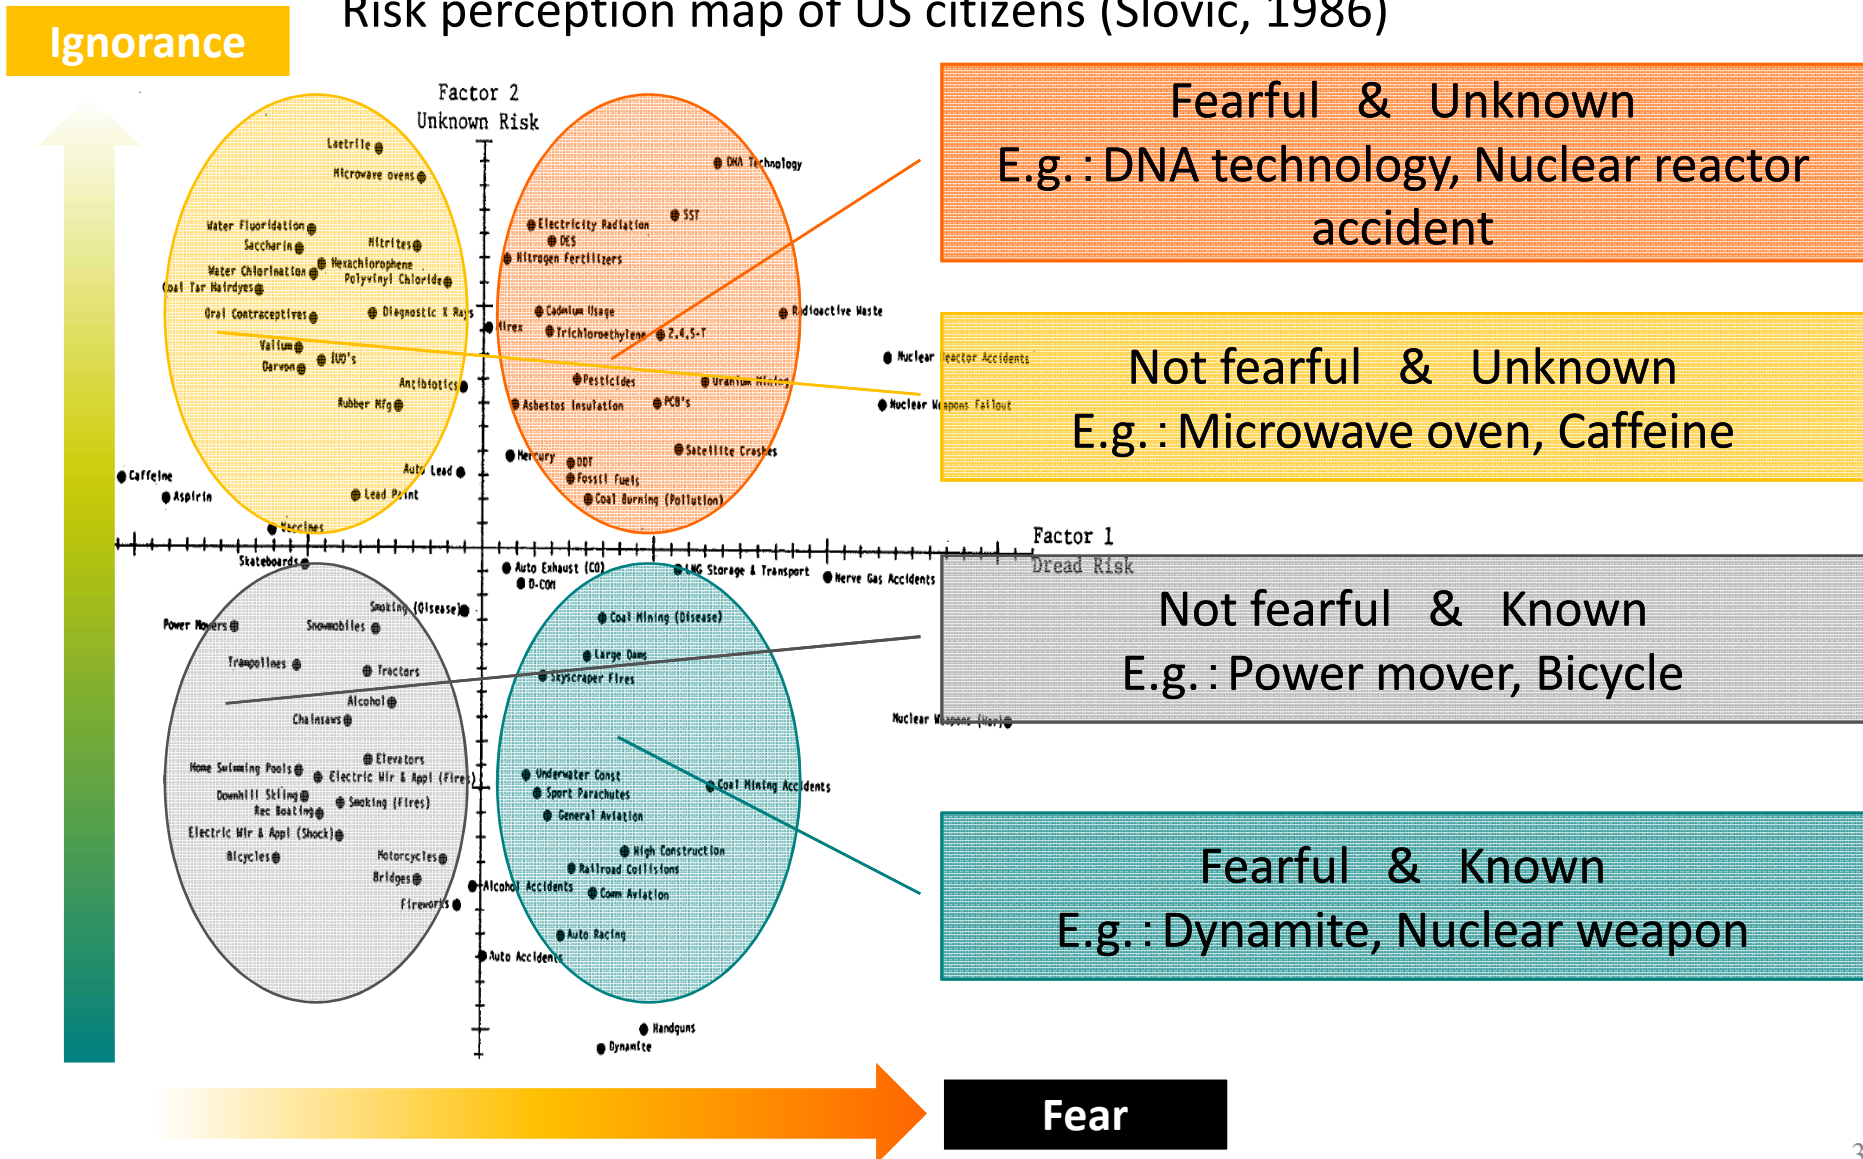 Risk perception map of US citizens (Slovic, 1986)
Ignorance
Factor 2
Unknown Risk
Laetrile
Microwave ovens
Water Fluoridation
Saccharin
Nitrites
Hexachlorophene
Water Chlorination
Polyvinyl Chloride
Coal Tar Hairdyes
Oral Contraceptives
Diagnostic X Rays
Valium
IUD's
Darvon
Antibiotics
Rubber Mfg
Auto Lead
Lead Paint
Caffeine
Aspirin
Vaccines
DNA Technology
SST
Electricity Radiation
DES
Nitrogen Fertilizers
Cadmium Usage
Mirex
Trichloroethylene
2,4,5-T
Radioactive Waste
Nuclear Reactor Accidents
Pesticides
Uranium Mining
Asbestos Insulation
PCB's
Nuclear Weapons Fallout
Satellite Crashes
Mercury
DDT
Fossil Fuels
Coal Burning (Pollution)
Factor 1
Dread Risk
Skateboards
Smoking (Disease)
Power Mowers
Snowmobiles
Trampolines
Tractors
Alcohol
Chainsaws
Elevators
Home Swimming Pools
Electric Wir & Appl (Fires)
Downhill Skiing
Smoking (Fires)
Rec Boating
Electric Wir & Appl (Shock)
Bicycles
Motorcycles
Bridges
Alcohol Accidents
Fireworks
Auto Exhaust (CO)
D-CON
LNG Storage & Transport
Nerve Gas Accidents
Coal Mining (Disease)
Large Dams
Skyscraper Fires
Nuclear Weapons (War)
Underwater Const
Coal Mining Accidents
Sport Parachutes
General Aviation
High Construction
Railroad Collisions
Comm Aviation
Auto Racing
Auto Accidents
Handguns
Dynamite
Fearful & Unknown
E.g.: DNA technology, Nuclear reactor
accident
Not fearful & Unknown
E.g.: Microwave oven, Caffeine
Not fearful & Known
E.g.: Power mover, Bicycle
Fearful & Known
E.g.: Dynamite, Nuclear weapon
Fear
3